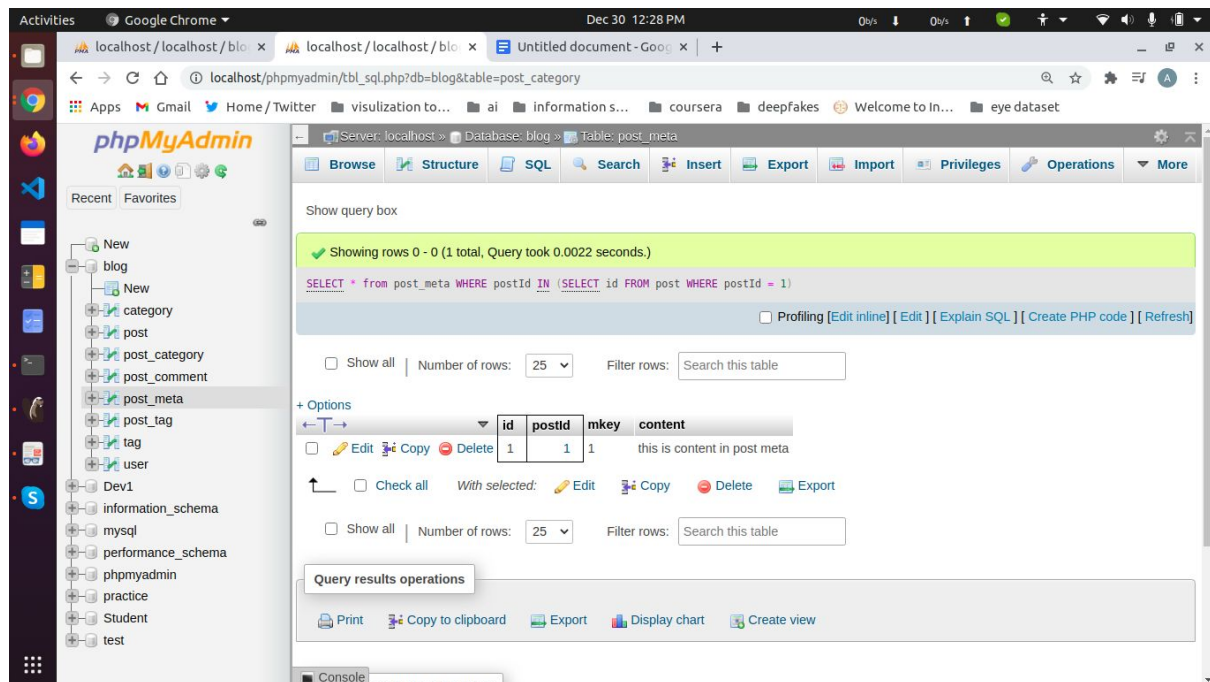 Activities Google Chrome Dec 30 12:28 PM 0b/s 0b/s
localhost / localhost / blo localhost / localhost / blo Untitled document - Goog
localhost/phpmyadmin/tbl_sql.php?db=blog&table=post_category A
Apps Gmail Home / Twitter visulization to... ai information s... coursera deepfakes Welcome to In... eye dataset
phpMyAdmin
Recent Favorites
New
blog
New
category
post
post_category
post_comment
post_meta
post_tag
tag
user
Dev1
information_schema
mysql
performance_schema
phpmyadmin
practice
Student
test
Server: localhost » Database: blog » Table: post_meta
Browse Structure SQL Search Insert Export Import Privileges Operations More
Show query box
Showing rows 0 - 0 (1 total, Query took 0.0022 seconds.)
SELECT * from post_meta WHERE postId IN (SELECT id FROM post WHERE postId = 1)
Profiling [Edit inline] [ Edit ] [ Explain SQL ] [ Create PHP code ] [ Refresh]
Show all | Number of rows: 25 Filter rows: Search this table
+ Options
←T→ id postId mkey content
Edit Copy Delete 1 1 1 this is content in post meta
Check all With selected: Edit Copy Delete Export
Show all | Number of rows: 25 Filter rows: Search this table
Query results operations
Print Copy to clipboard Export Display chart Create view
Console